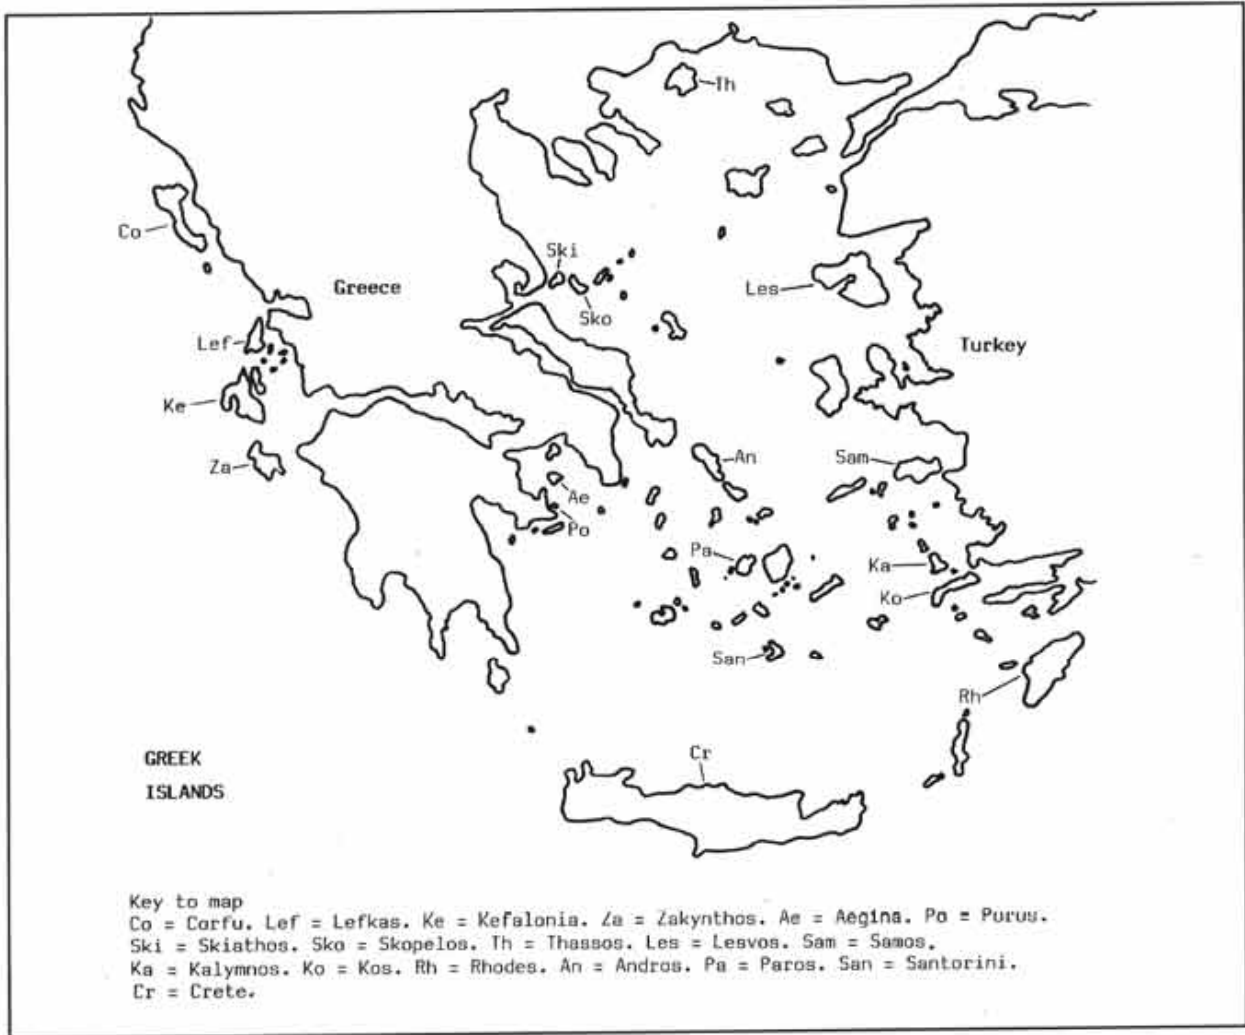 Th
Co
Ski
Greece
Les
Sko
Lef
Turkey
Ke
An
Sam
Za
Ae
Po
Pa
Ka
Ko
San
Rh
Cr
GREEK
ISLANDS
Key to map
Co = Corfu. Lef = Lefkas. Ke = Kefalonia. Za = Zakynthos. Ae = Aegina. Po = Purus.
Ski = Skiathos. Sko = Skopelos. Th = Thassos. Les = Lesvos. Sam = Samos.
Ka = Kalymnos. Ko = Kos. Rh = Rhodes. An = Andros. Pa = Paros. San = Santorini.
Cr = Crete.